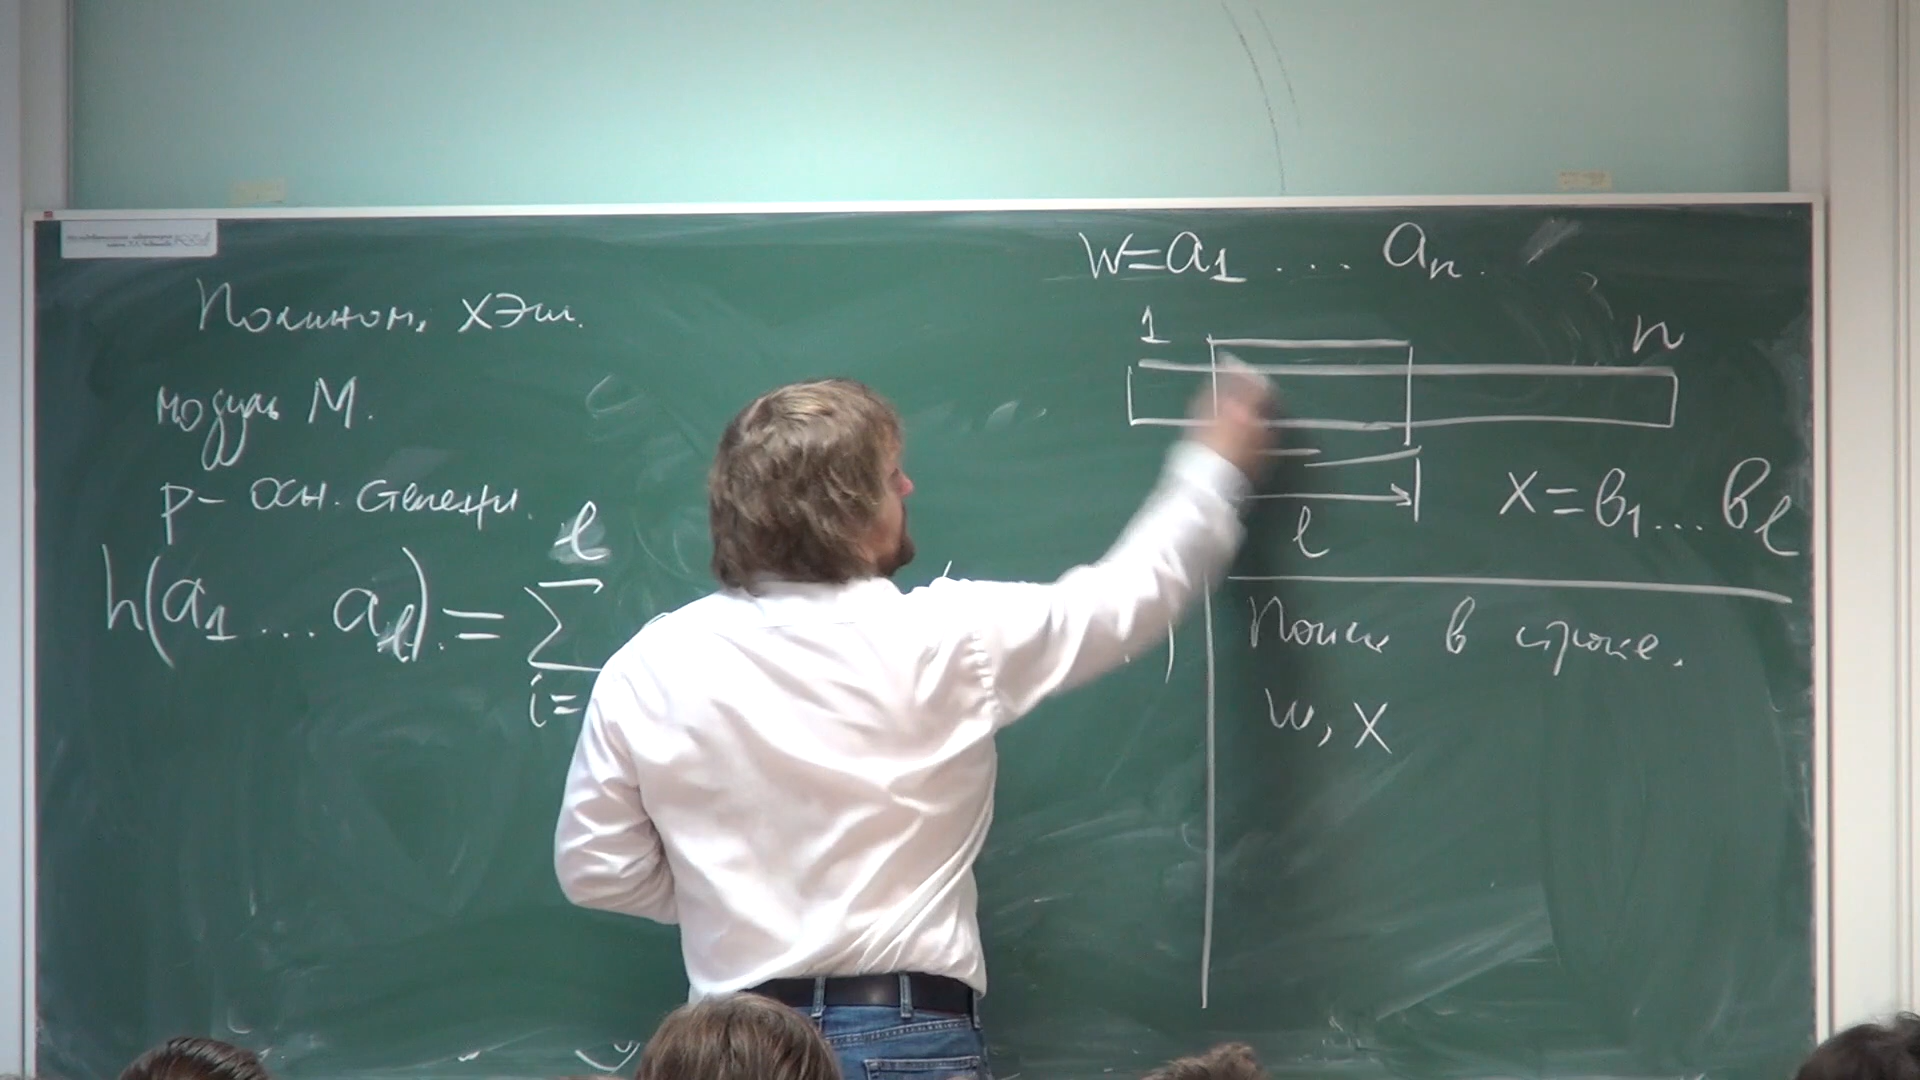 Полином. хэш.
модуль M.
p - осн. степени.
h(a₁ ... aₗ) = ∑
l
i=
w=a₁ ... aₙ.
1 n
l
x=b₁...bₗ
Поиск в строке.
w, x